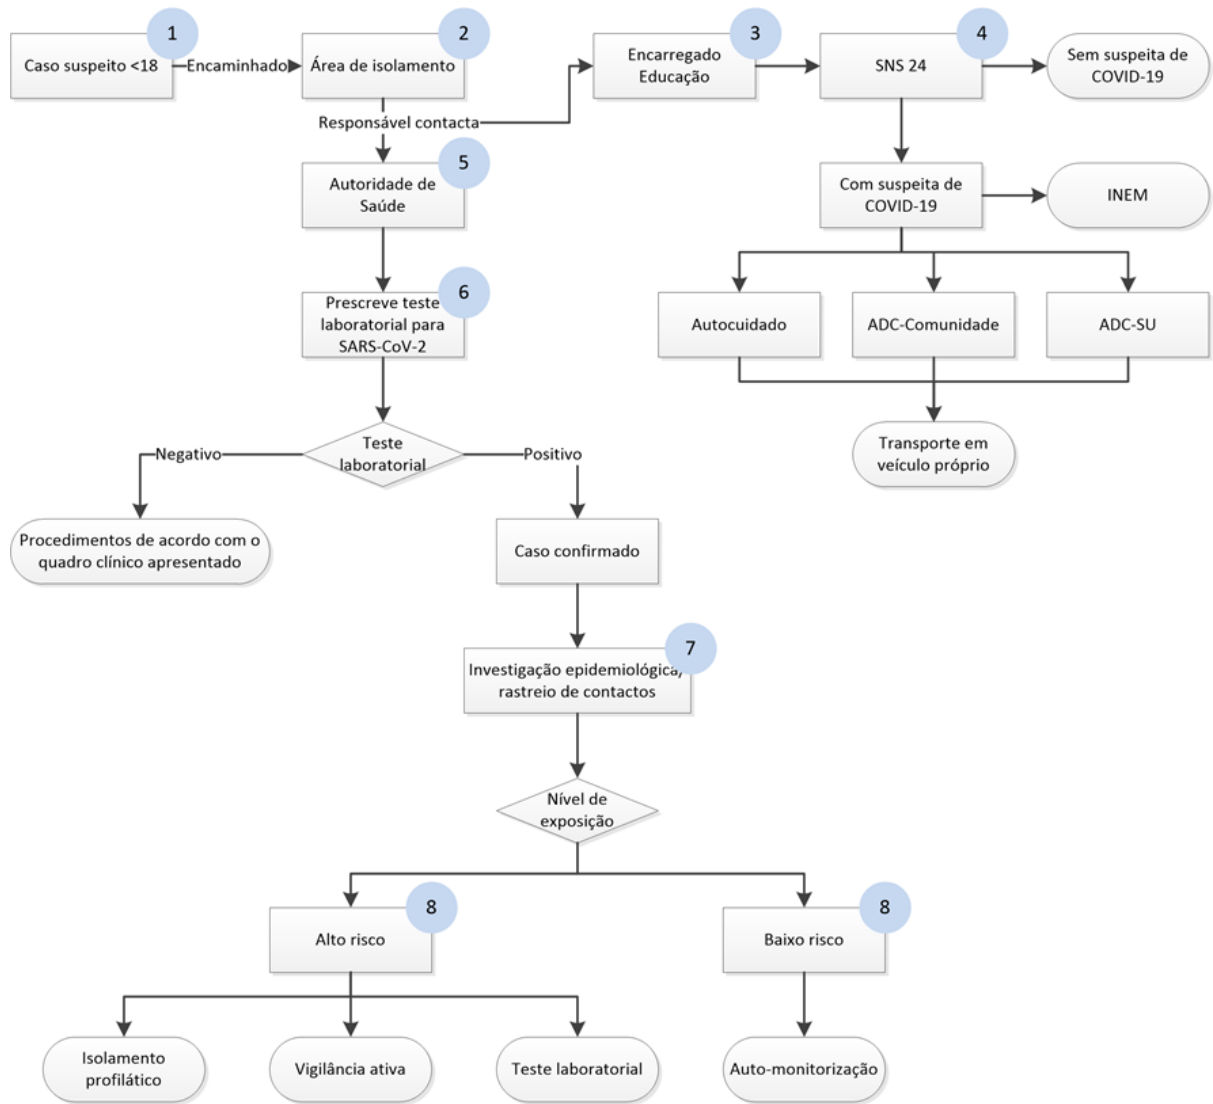 1
Caso suspeito <18
Encaminhado
2
Área de isolamento
3
Encarregado
Educação
4
SNS 24
Sem suspeita de
COVID-19
Responsável contacta
5
Autoridade de
Saúde
Com suspeita de
COVID-19
INEM
6
Prescreve teste
laboratorial para
SARS-CoV-2
Autocuidado
ADC-Comunidade
ADC-SU
Teste
laboratorial
Negativo
Positivo
Transporte em
veículo próprio
Procedimentos de acordo com o
quadro clínico apresentado
Caso confirmado
7
Investigação epidemiológica/
rastreio de contactos
Nível de
exposição
8
Alto risco
8
Baixo risco
Isolamento
profilático
Vigilância ativa
Teste laboratorial
Auto-monitorização